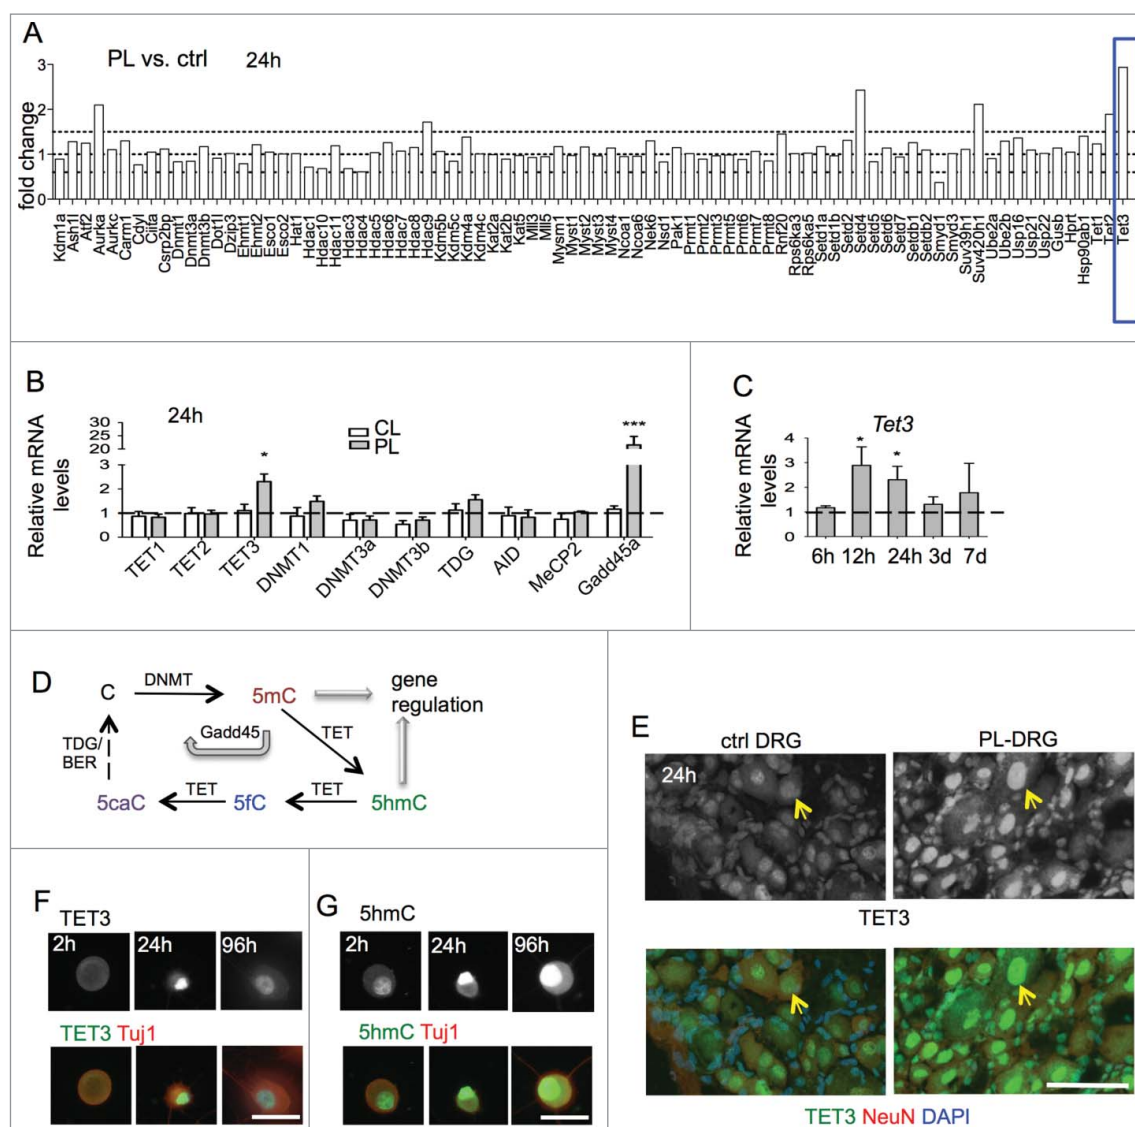 A
PL vs. ctrl 24h
fold change
3
2
1
0
Kdm1a
Ash1l
Atf2
Aurka
Aurkc
Carm1
Cdyl
Ciita
Csrp2bp
Dnmt1
Dnmt3a
Dnmt3b
Dot1l
Dzip3
Ehmt1
Ehmt2
Esco1
Esco2
Hat1
Hdac1
Hdac10
Hdac11
Hdac3
Hdac4
Hdac5
Hdac6
Hdac7
Hdac8
Hdac9
Kdm5b
Kdm5c
Kdm4a
Kdm4c
Kat2a
Kat2b
Kat5
Mll3
Mll5
Mysm1
Myst1
Myst2
Myst3
Myst4
Ncoa1
Ncoa6
Nek6
Nsd1
Pak1
Prmt1
Prmt2
Prmt3
Prmt5
Prmt6
Prmt7
Prmt8
Rnf20
Rps6ka3
Rps6ka5
Setd1a
Setd1b
Setd2
Setd4
Setd5
Setd6
Setd7
Setdb1
Setdb2
Smyd1
Smyd3
Suv39h1
Suv420h1
Ube2a
Ube2b
Usp16
Usp21
Usp22
Gusb
Hprt
Hsp90ab1
Tet1
Tet2
Tet3
B
24h
Relative mRNA
levels
30
25
20
3
2
1
0
CL
PL
*
***
TET1
TET2
TET3
DNMT1
DNMT3a
DNMT3b
TDG
AID
MeCP2
Gadd45a
C
Tet3
Relative mRNA
levels
4
3
2
1
0
* *
6h 12h 24h 3d 7d
D
C DNMT 5mC gene
regulation
Gadd45 TET
TDG/
BER
5caC TET 5fC TET 5hmC
E
ctrl DRG PL-DRG
24h
TET3
TET3 NeuN DAPI
F
TET3
2h 24h 96h
TET3 Tuj1
G
5hmC
2h 24h 96h
5hmC Tuj1